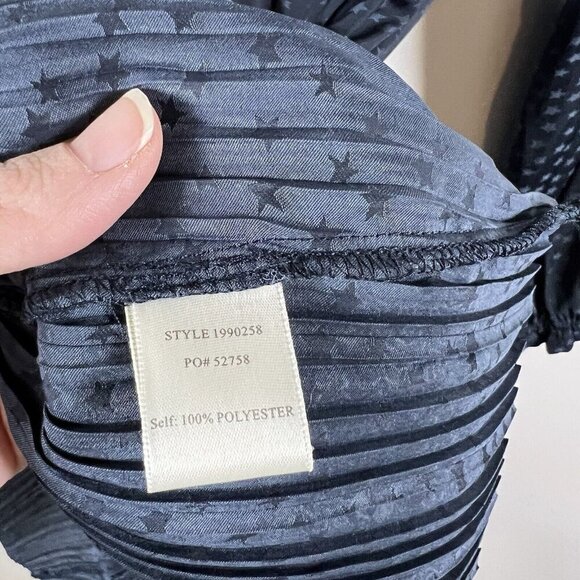 STYLE 1990258
PO# 52758
Self: 100% POLYESTER